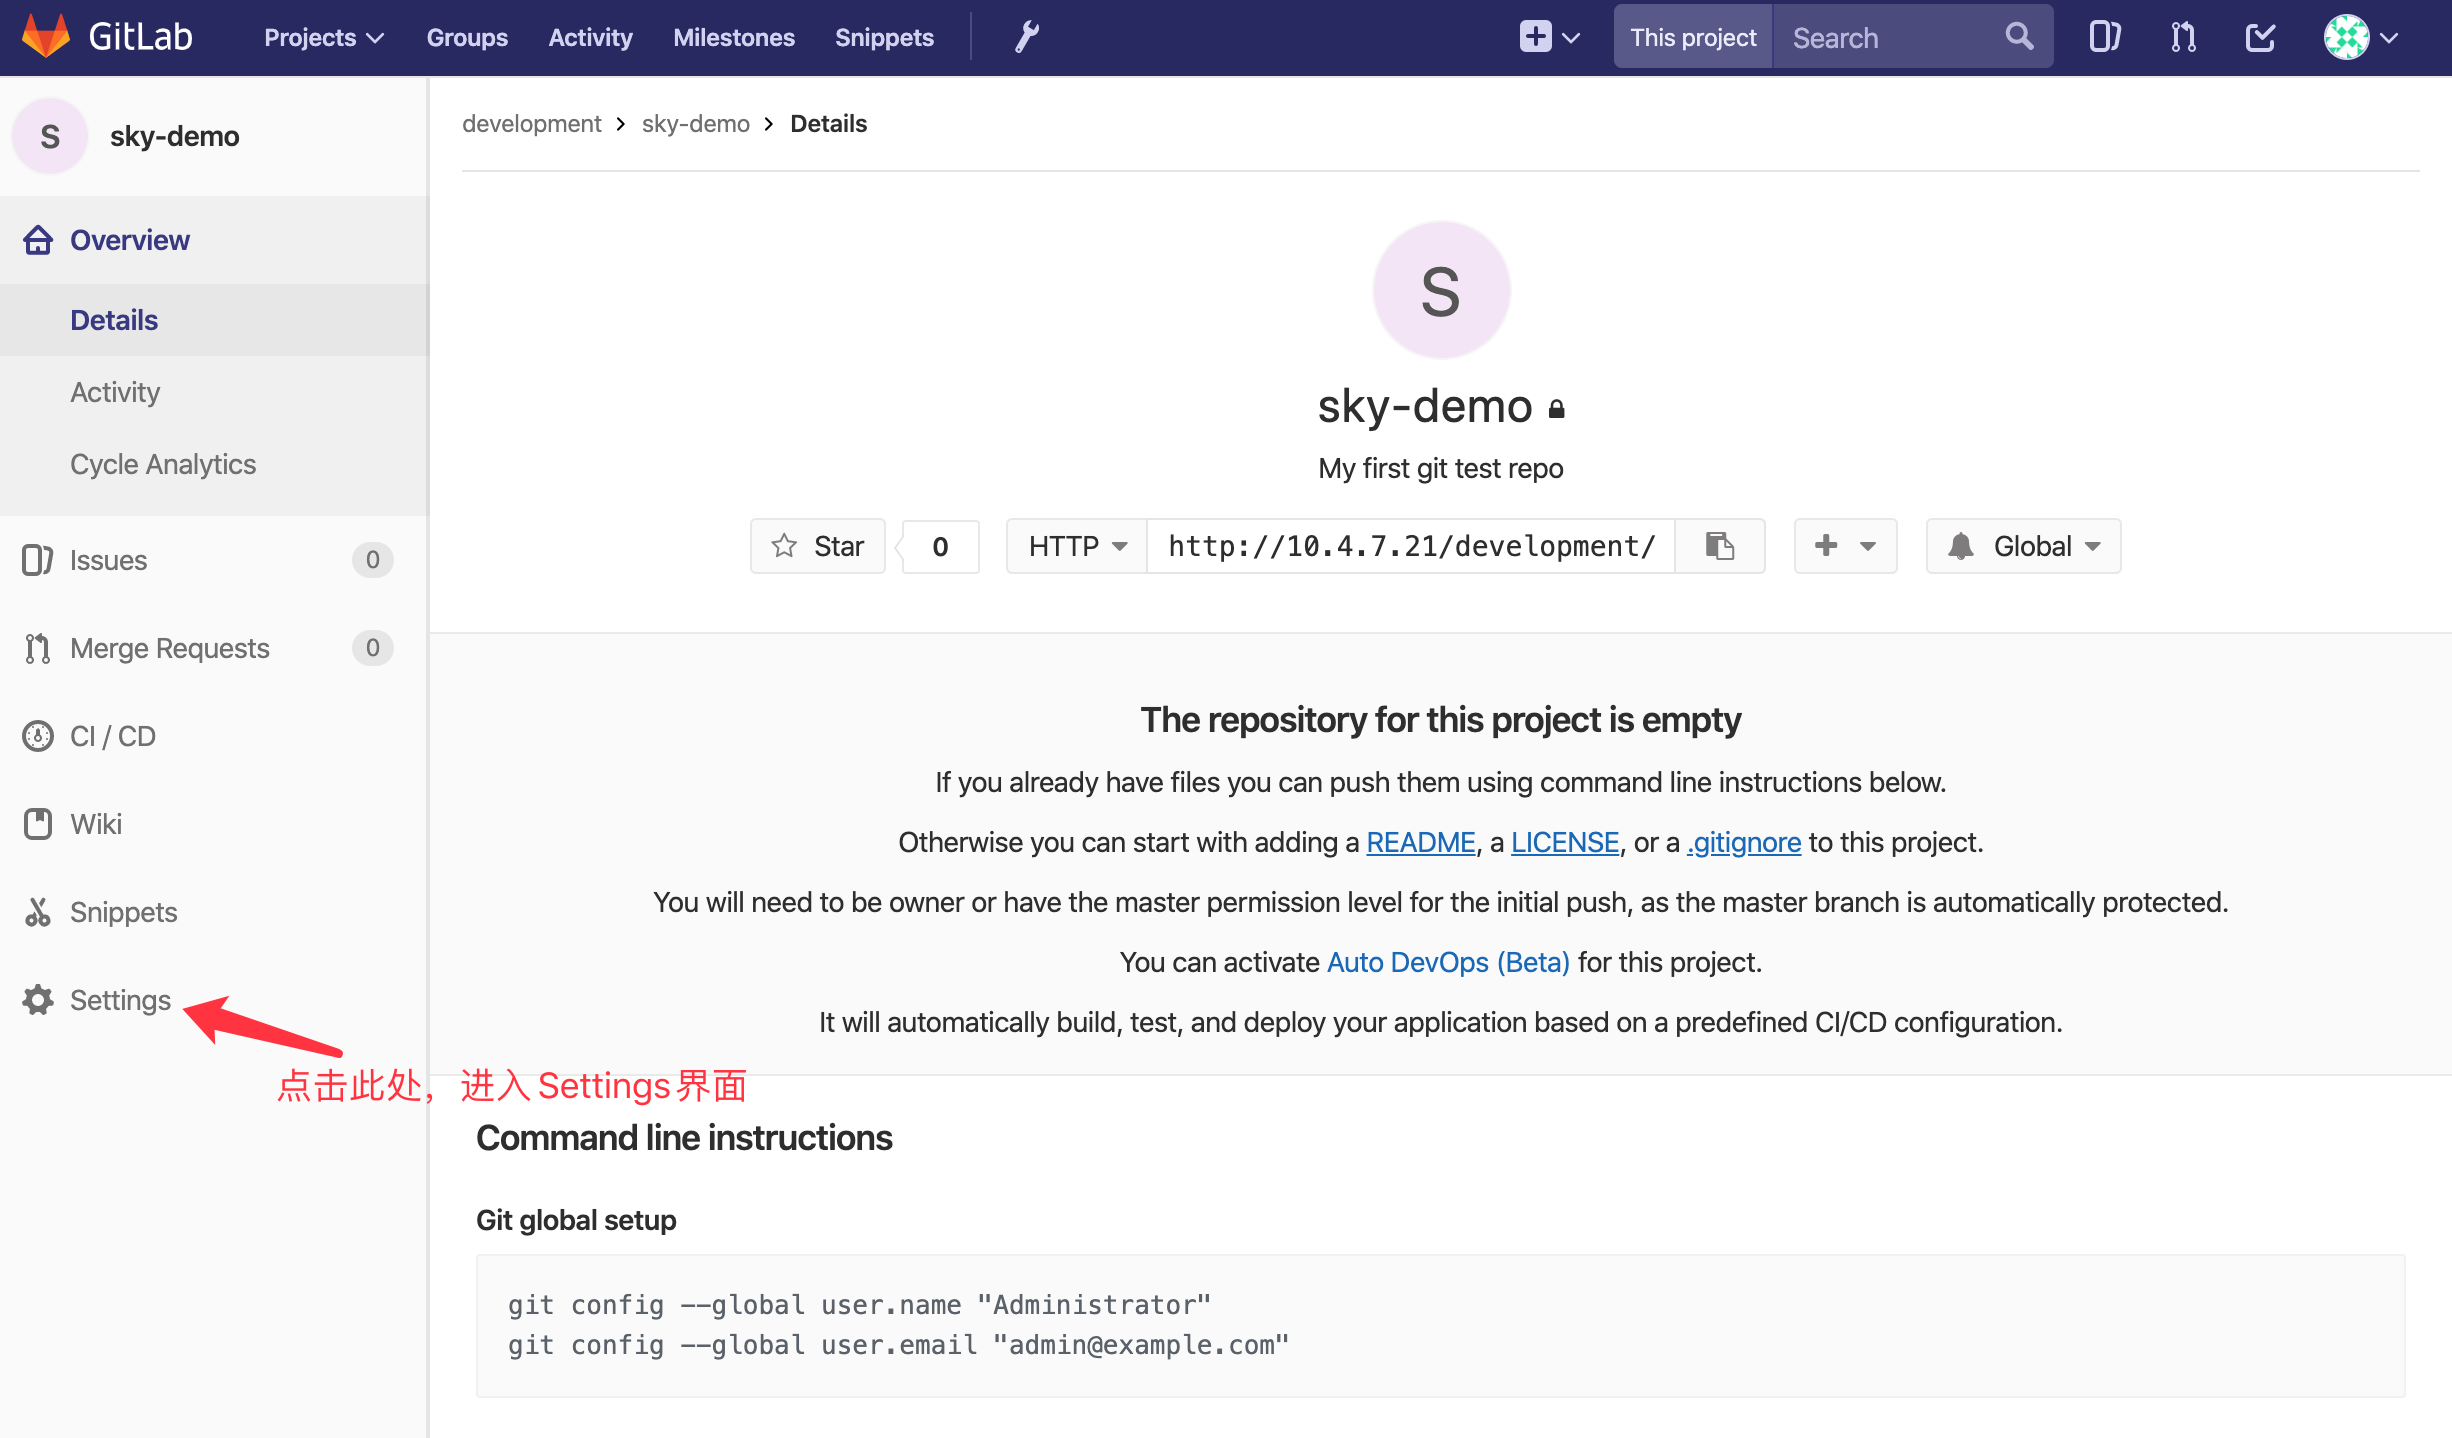 GitLab Projects Groups Activity Milestones Snippets This project Search
S sky-demo
Overview
Details
Activity
Cycle Analytics
Issues 0
Merge Requests 0
CI / CD
Wiki
Snippets
Settings
点击此处，进入Settings界面
development > sky-demo > Details
S
sky-demo
My first git test repo
Star 0 HTTP http://10.4.7.21/development/ + Global
The repository for this project is empty
If you already have files you can push them using command line instructions below.
Otherwise you can start with adding a README, a LICENSE, or a .gitignore to this project.
You will need to be owner or have the master permission level for the initial push, as the master branch is automatically protected.
You can activate Auto DevOps (Beta) for this project.
It will automatically build, test, and deploy your application based on a predefined CI/CD configuration.
Command line instructions
Git global setup
git config --global user.name "Administrator"
git config --global user.email "admin@example.com"